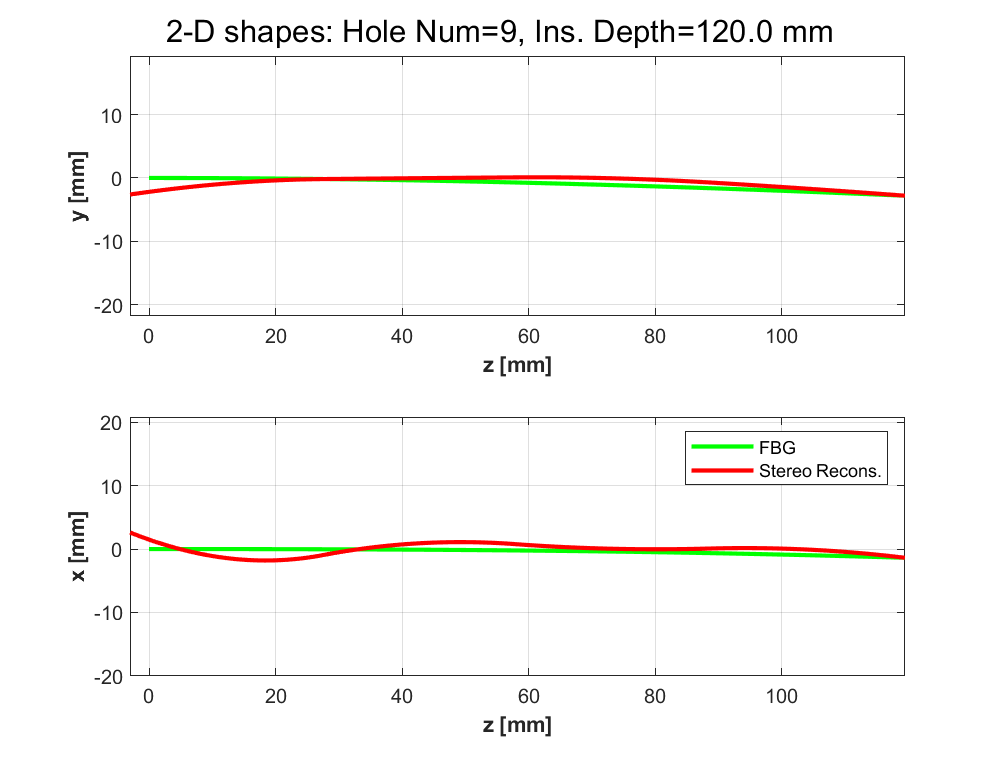 2-D shapes: Hole Num=9, Ins. Depth=120.0 mm
10
0
-10
-20
y [mm]
0 20 40 60 80 100
z [mm]
20
10
0
-10
-20
x [mm]
FBG
Stereo Recons.
0 20 40 60 80 100
z [mm]